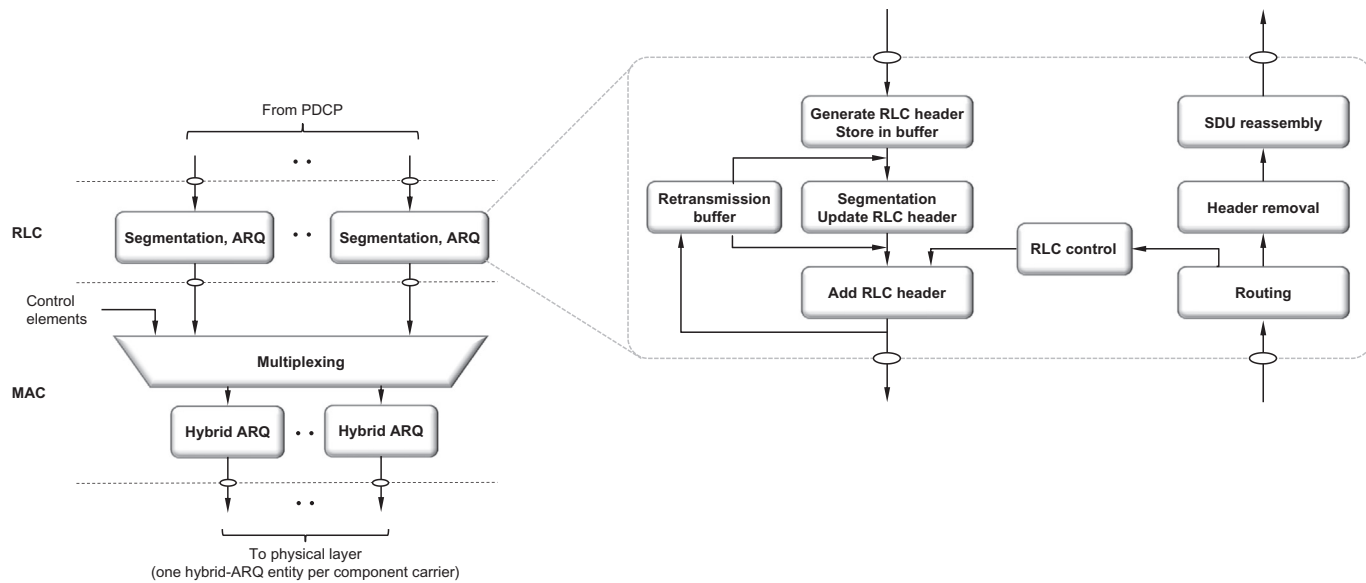 From PDCP
RLC
Segmentation, ARQ
Segmentation, ARQ
Control
elements
Multiplexing
MAC
Hybrid ARQ
Hybrid ARQ
To physical layer
(one hybrid-ARQ entity per component carrier)
Generate RLC header
Store in buffer
Retransmission
buffer
Segmentation
Update RLC header
Add RLC header
RLC control
SDU reassembly
Header removal
Routing